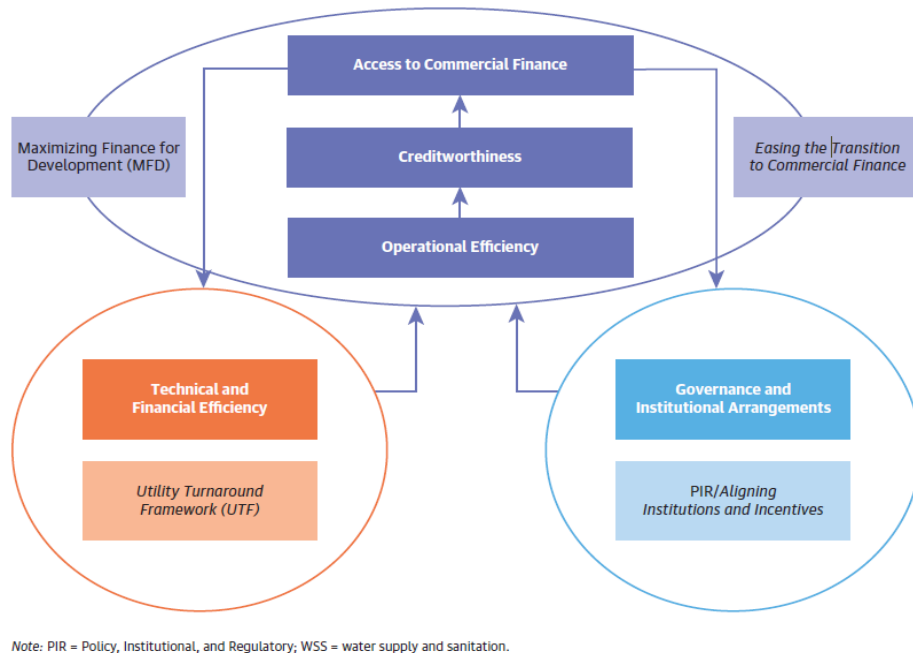 Access to Commercial Finance
Maximizing Finance for
Development (MFD)
Creditworthiness
Easing the Transition
to Commercial Finance
Operational Efficiency
Technical and
Financial Efficiency
Governance and
Institutional Arrangements
Utility Turnaround
Framework (UTF)
PIR/Aligning
Institutions and Incentives
Note: PIR = Policy, Institutional, and Regulatory; WSS = water supply and sanitation.